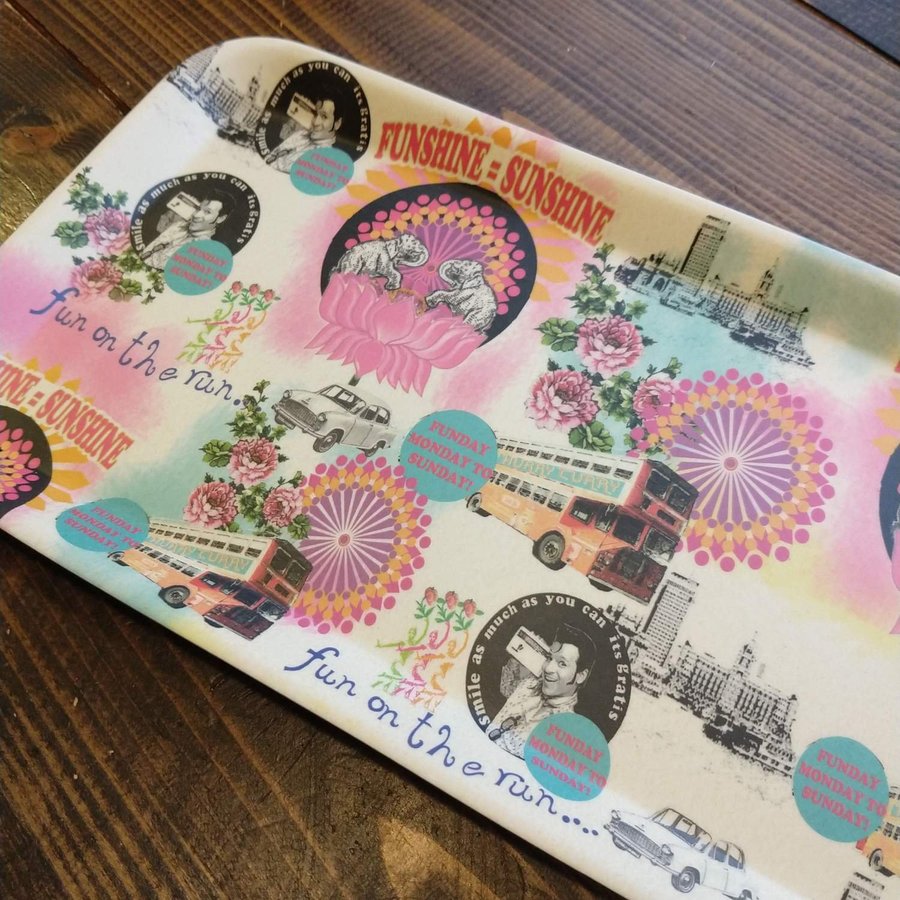 smile as much as you can its gratis
FUNDAY
MONDAY TO
SUNDAY!
FUNSHINE = SUNSHINE
smile as much as you can its gratis
FUNDAY
MONDAY TO
SUNDAY!
fun on the run..
= SUNSHINE
FUNDAY
MONDAY TO
SUNDAY!
FUNDAY
MONDAY TO
SUNDAY!
smile as much as you can its gratis
FUNDAY
MONDAY TO
SUNDAY!
fun on the run....
FUNDAY
MONDAY TO
SUNDAY!